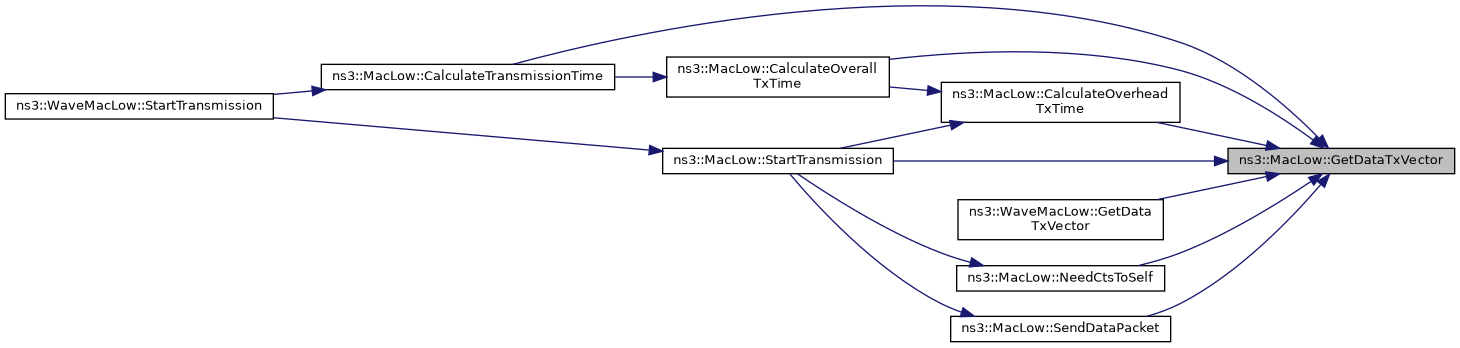 ns3::WaveMacLow::StartTransmission
ns3::MacLow::CalculateTransmissionTime
ns3::MacLow::CalculateOverall
TxTime
ns3::MacLow::CalculateOverhead
TxTime
ns3::MacLow::StartTransmission
ns3::MacLow::GetDataTxVector
ns3::WaveMacLow::GetData
TxVector
ns3::MacLow::NeedCtsToSelf
ns3::MacLow::SendDataPacket